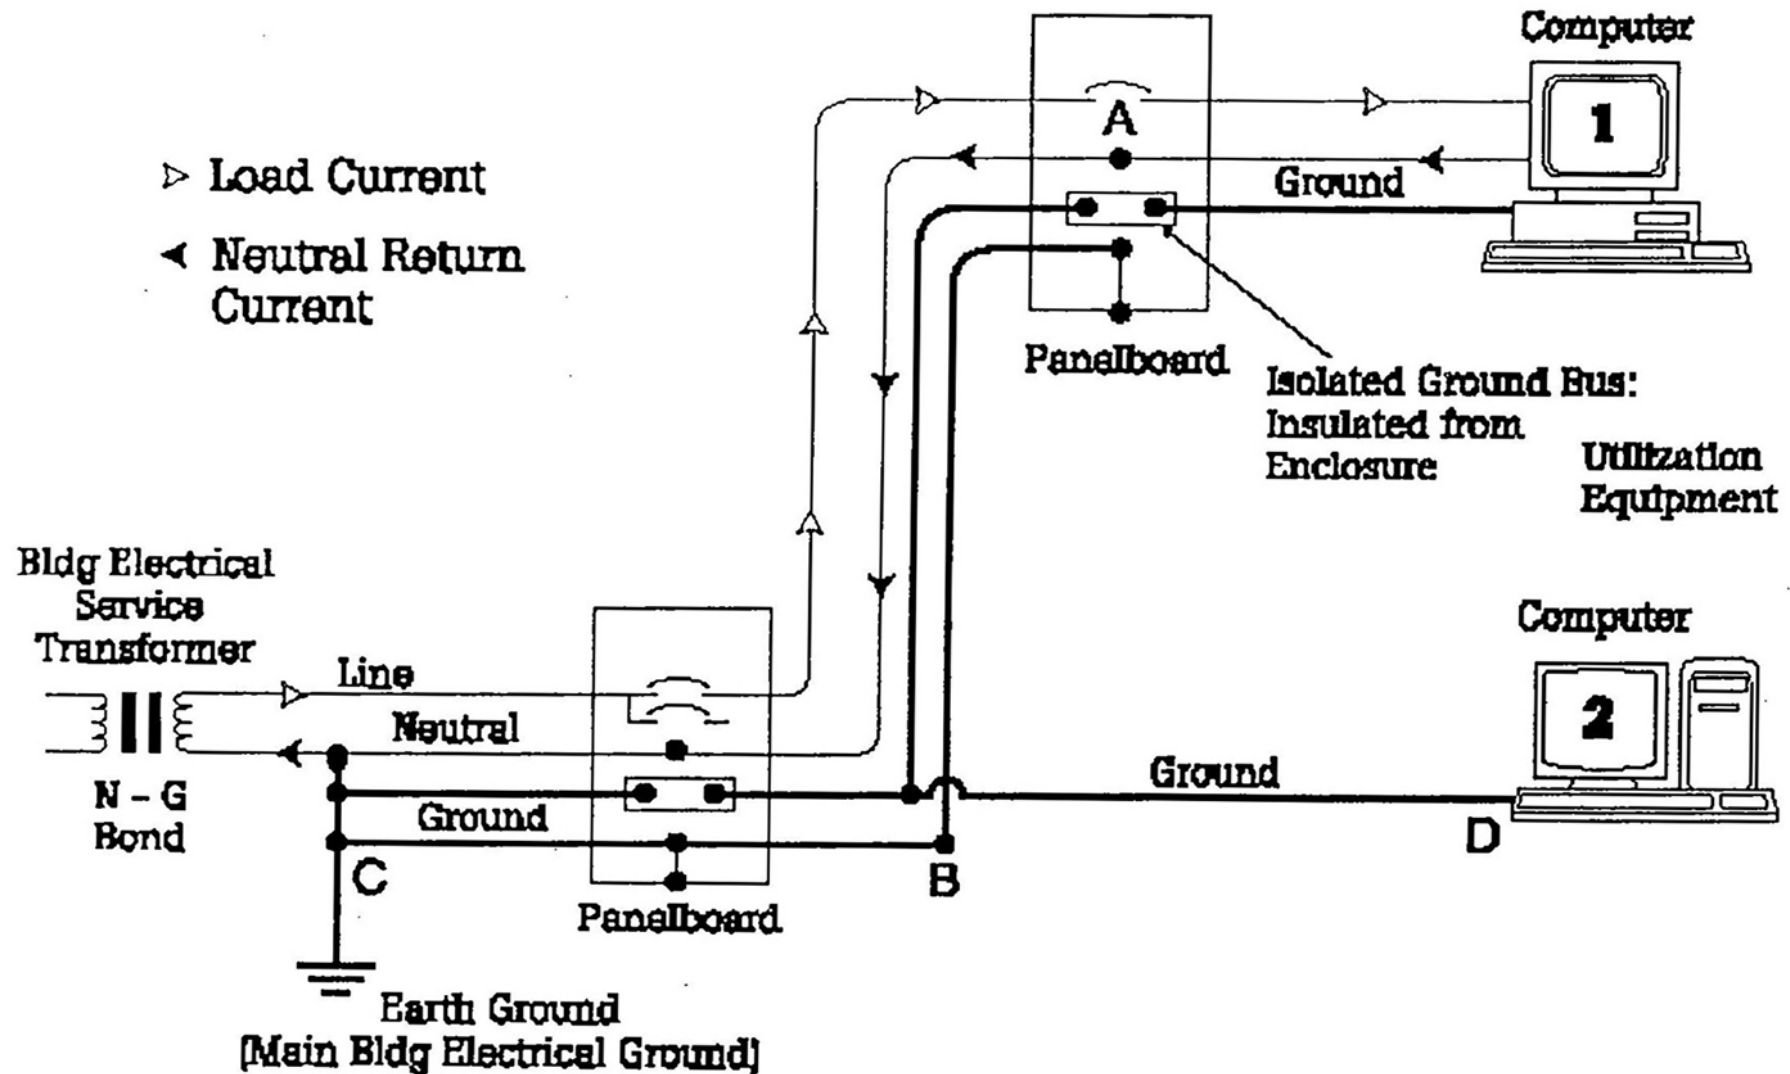 Computer
1
A
Load Current
Neutral Return
Current
Ground
Panelboard
Isolated Ground Bus:
Insulated from
Enclosure
Utilization
Equipment
Bldg Electrical
Service
Transformer
Line
Neutral
N - G
Bond
Ground
C
Panelboard
B
Ground
Computer
2
D
Earth Ground
(Main Bldg Electrical Ground)